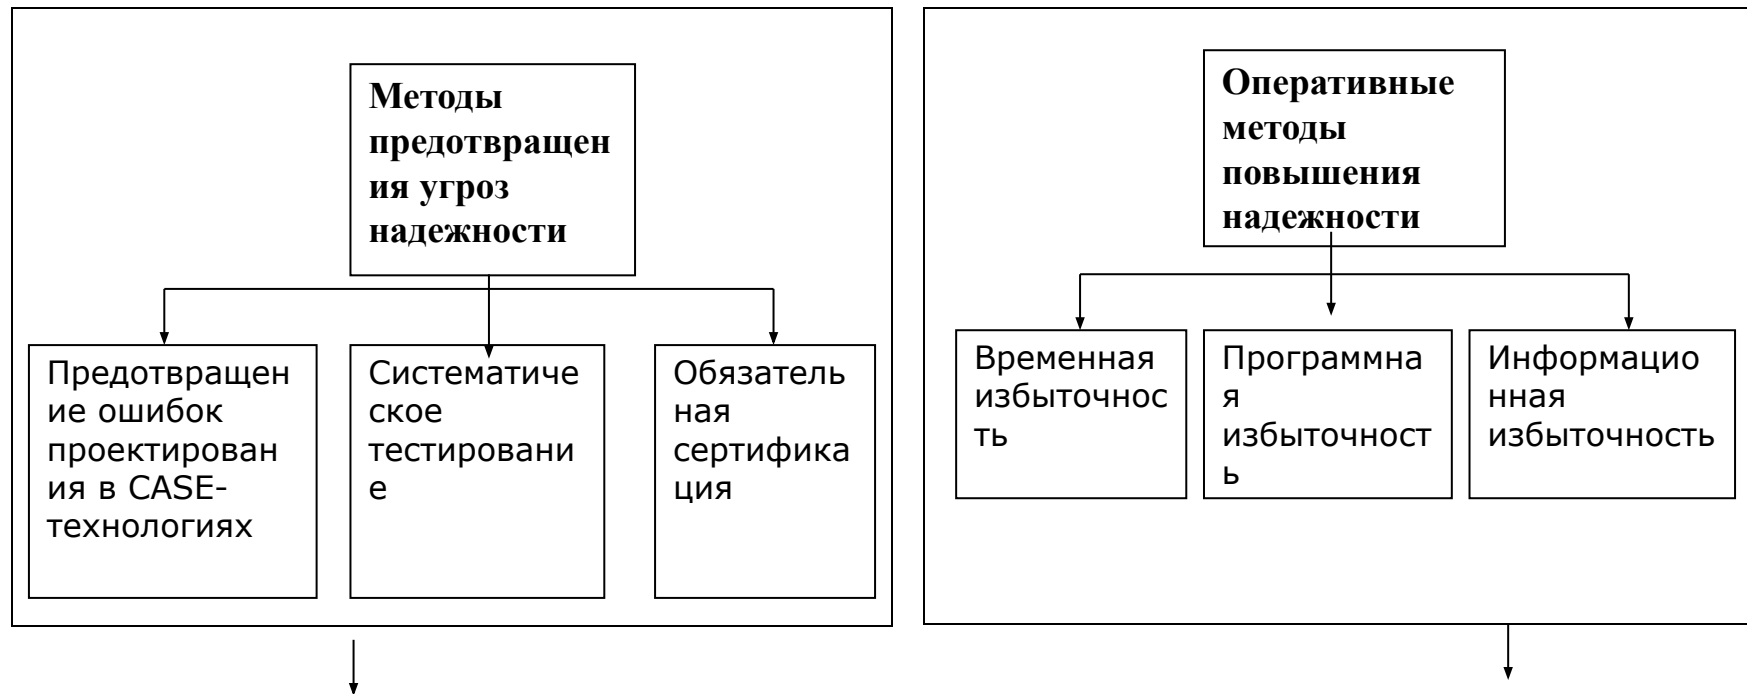 Методы
предотвращен
ия угроз
надежности
Предотвращен
ие ошибок
проектирован
ия в CASE-
технологиях
Систематиче
ское
тестировани
е
Обязатель
ная
сертифика
ция
Оперативные
методы
повышения
надежности
Временная
избыточнос
ть
Программна
я
избыточност
ь
Информацио
нная
избыточность